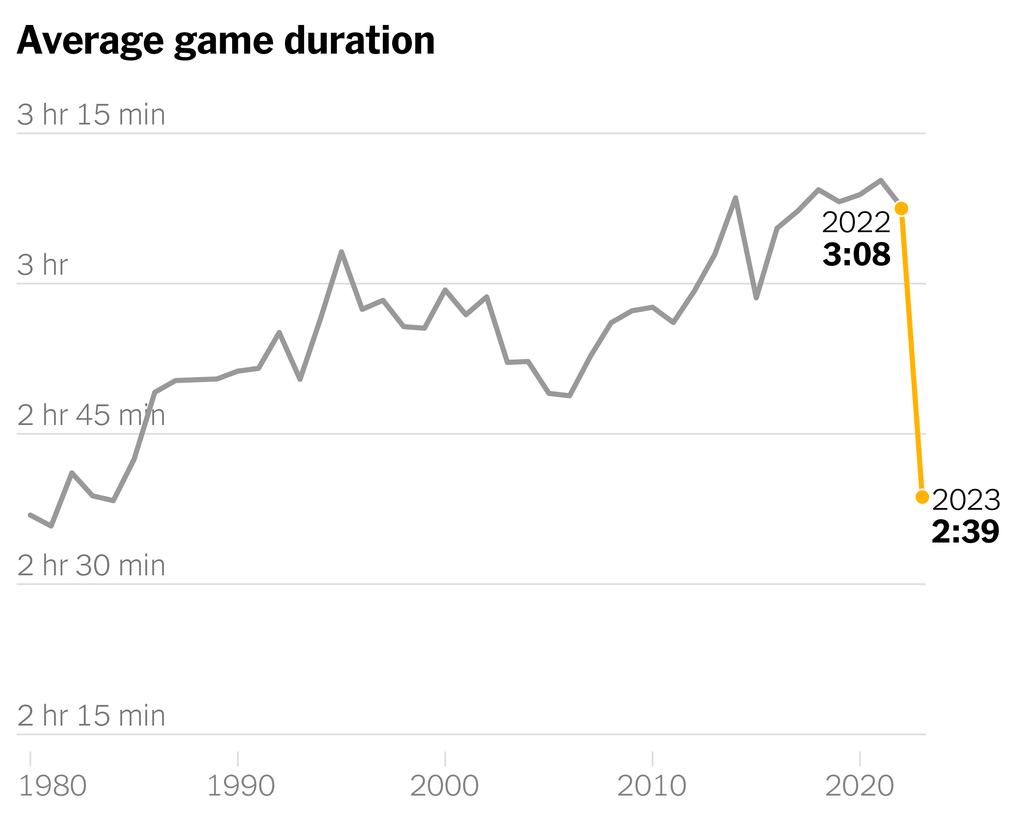 Average game duration
3 hr 15 min
2022
3:08
3 hr
2 hr 45 min
2023
2:39
2 hr 30 min
2 hr 15 min
1980 1990 2000 2010 2020